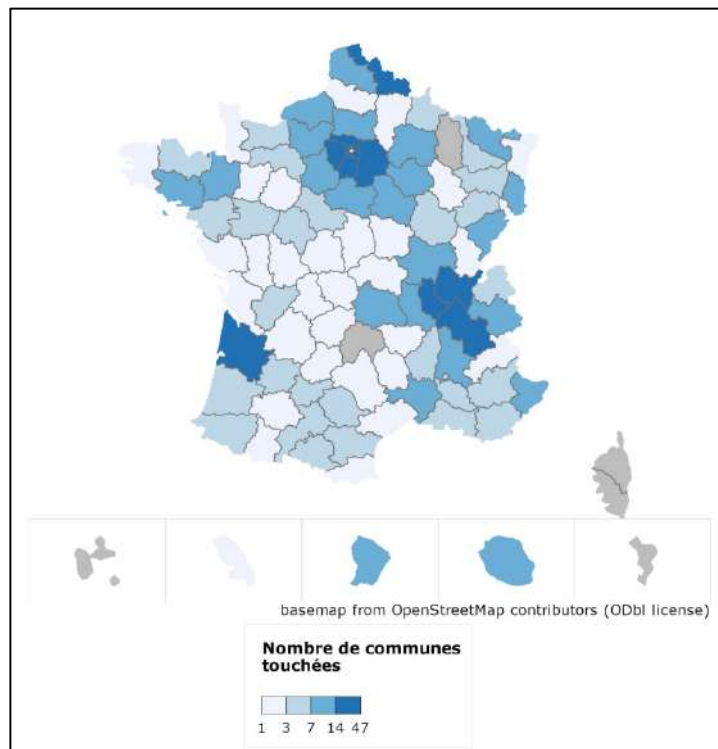 basemap from OpenStreetMap contributors (ODbl license)
Nombre de communes
touchées
1 3 7 14 47